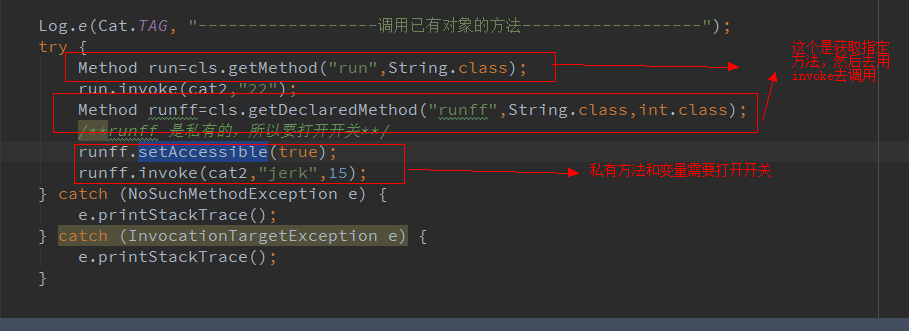 Log.e(Cat.TAG, "------------------调用已有对象的方法------------------");
try {
Method run=cls.getMethod("run",String.class);
run.invoke(cat2,"22");
Method runff=cls.getDeclaredMethod("runff",String.class,int.class);
/**runff 是私有的，所以要打开开关**/
runff.setAccessible(true);
runff.invoke(cat2,"jerk",15);
} catch (NoSuchMethodException e) {
e.printStackTrace();
} catch (InvocationTargetException e) {
e.printStackTrace();
}
这个是获取指定
方法，然后去用
invoke去调用
私有方法和变量需要打开开关